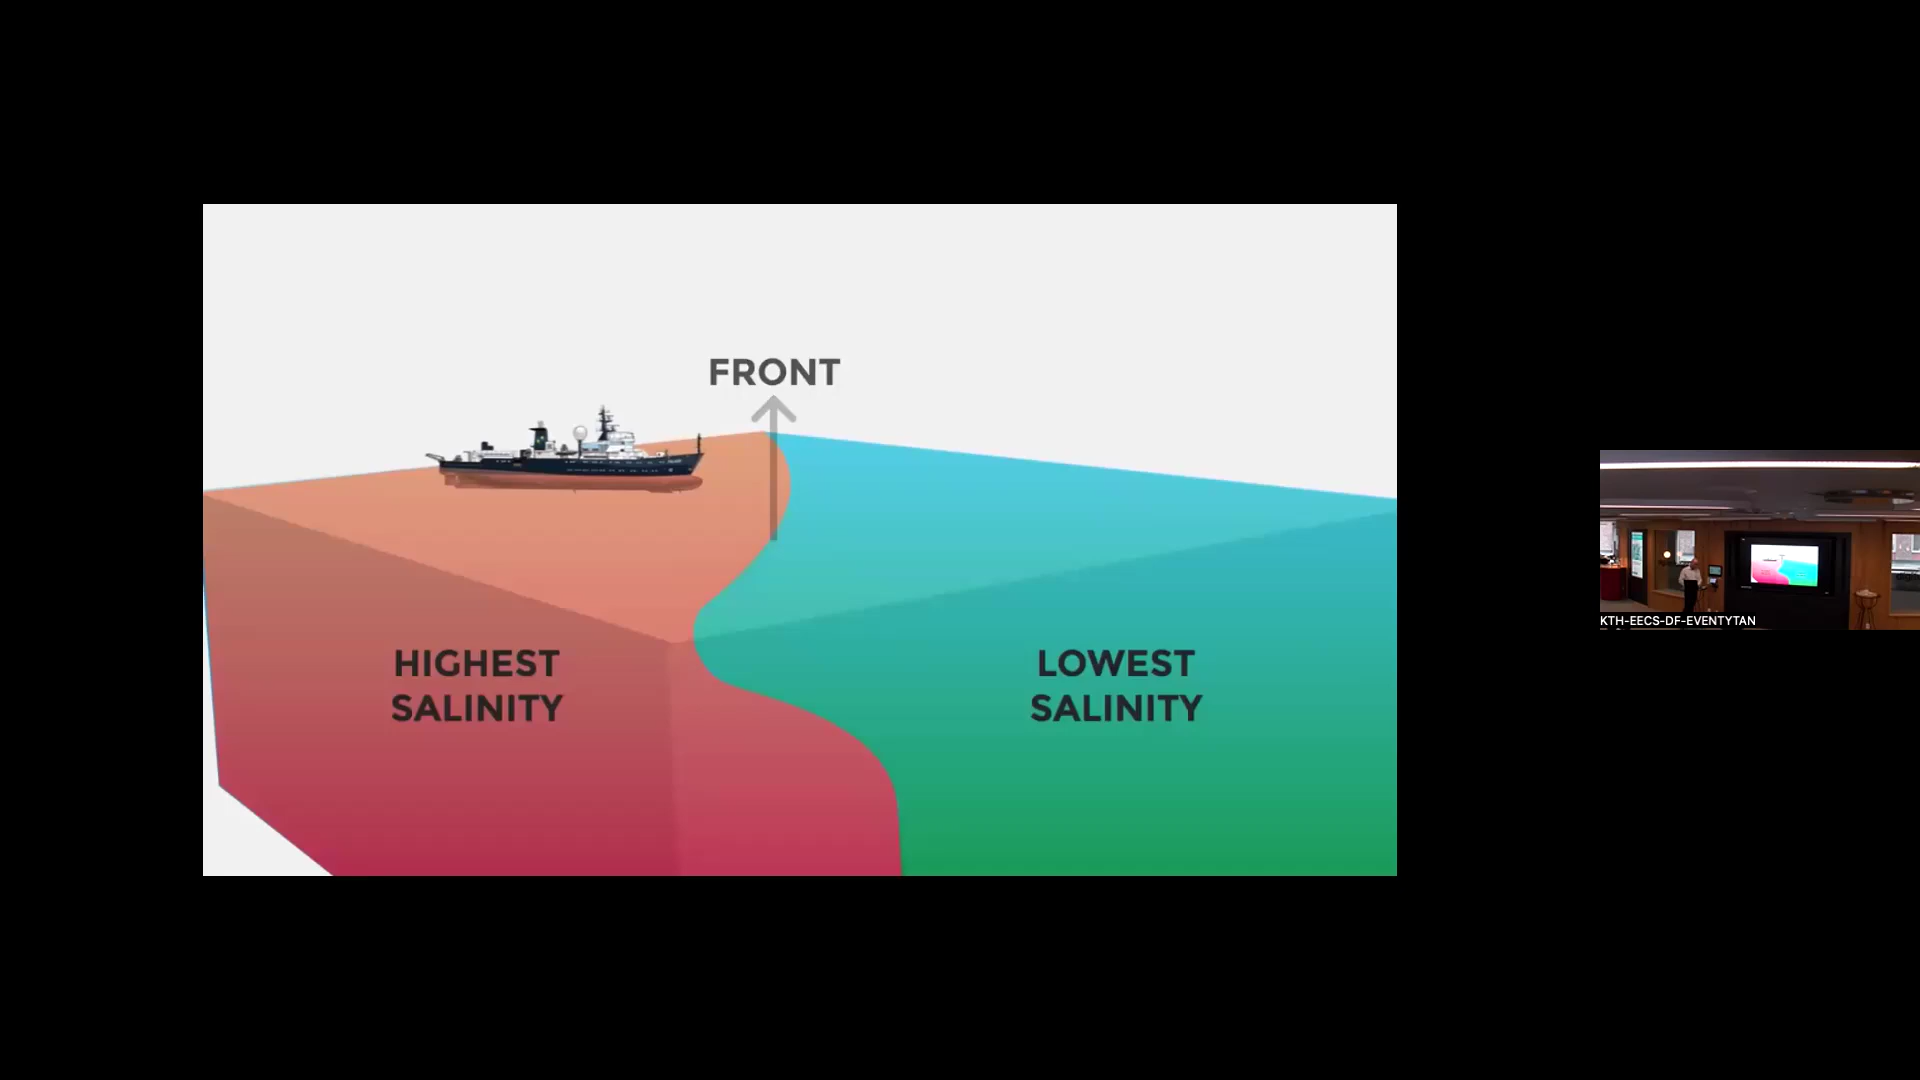 FRONT
HIGHEST
SALINITY
LOWEST
SALINITY
KTH-EECS-DF-EVENTYTAN